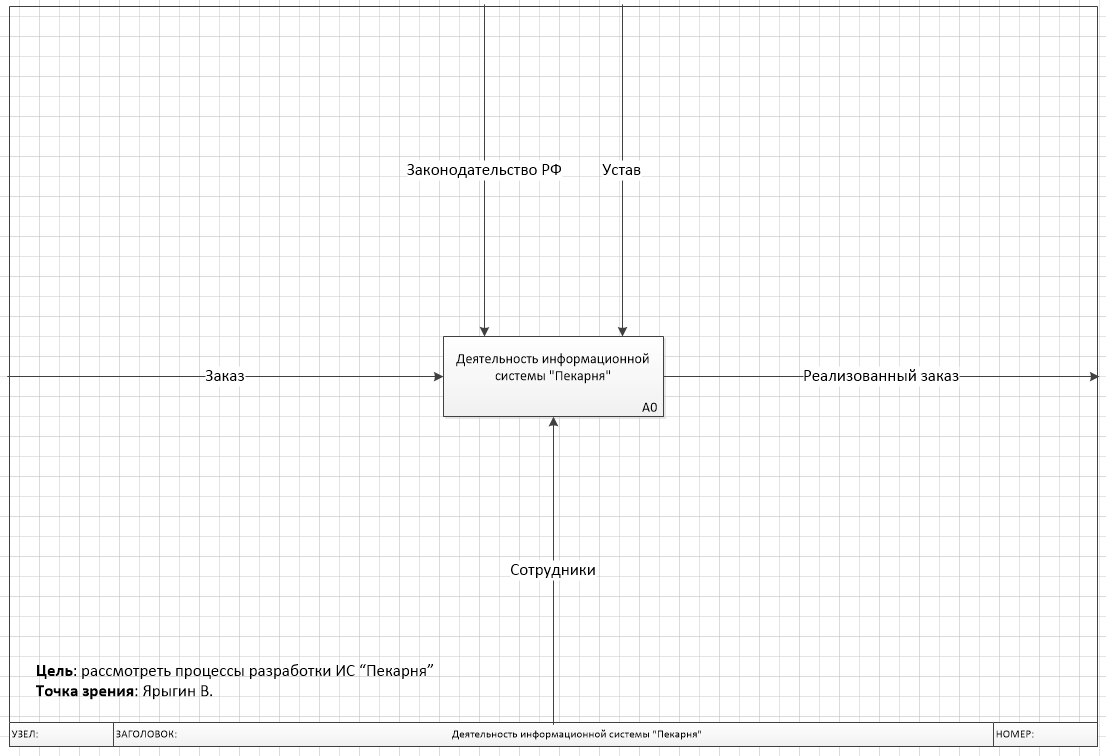 Законодательство РФ
Устав
Деятельность информационной
системы "Пекарня"
A0
Заказ
Реализованный заказ
Сотрудники
Цель: рассмотреть процессы разработки ИС “Пекарня”
Точка зрения: Ярыгин В.
УЗЕЛ:
ЗАГОЛОВОК:
Деятельность информационной системы "Пекарня"
НОМЕР: